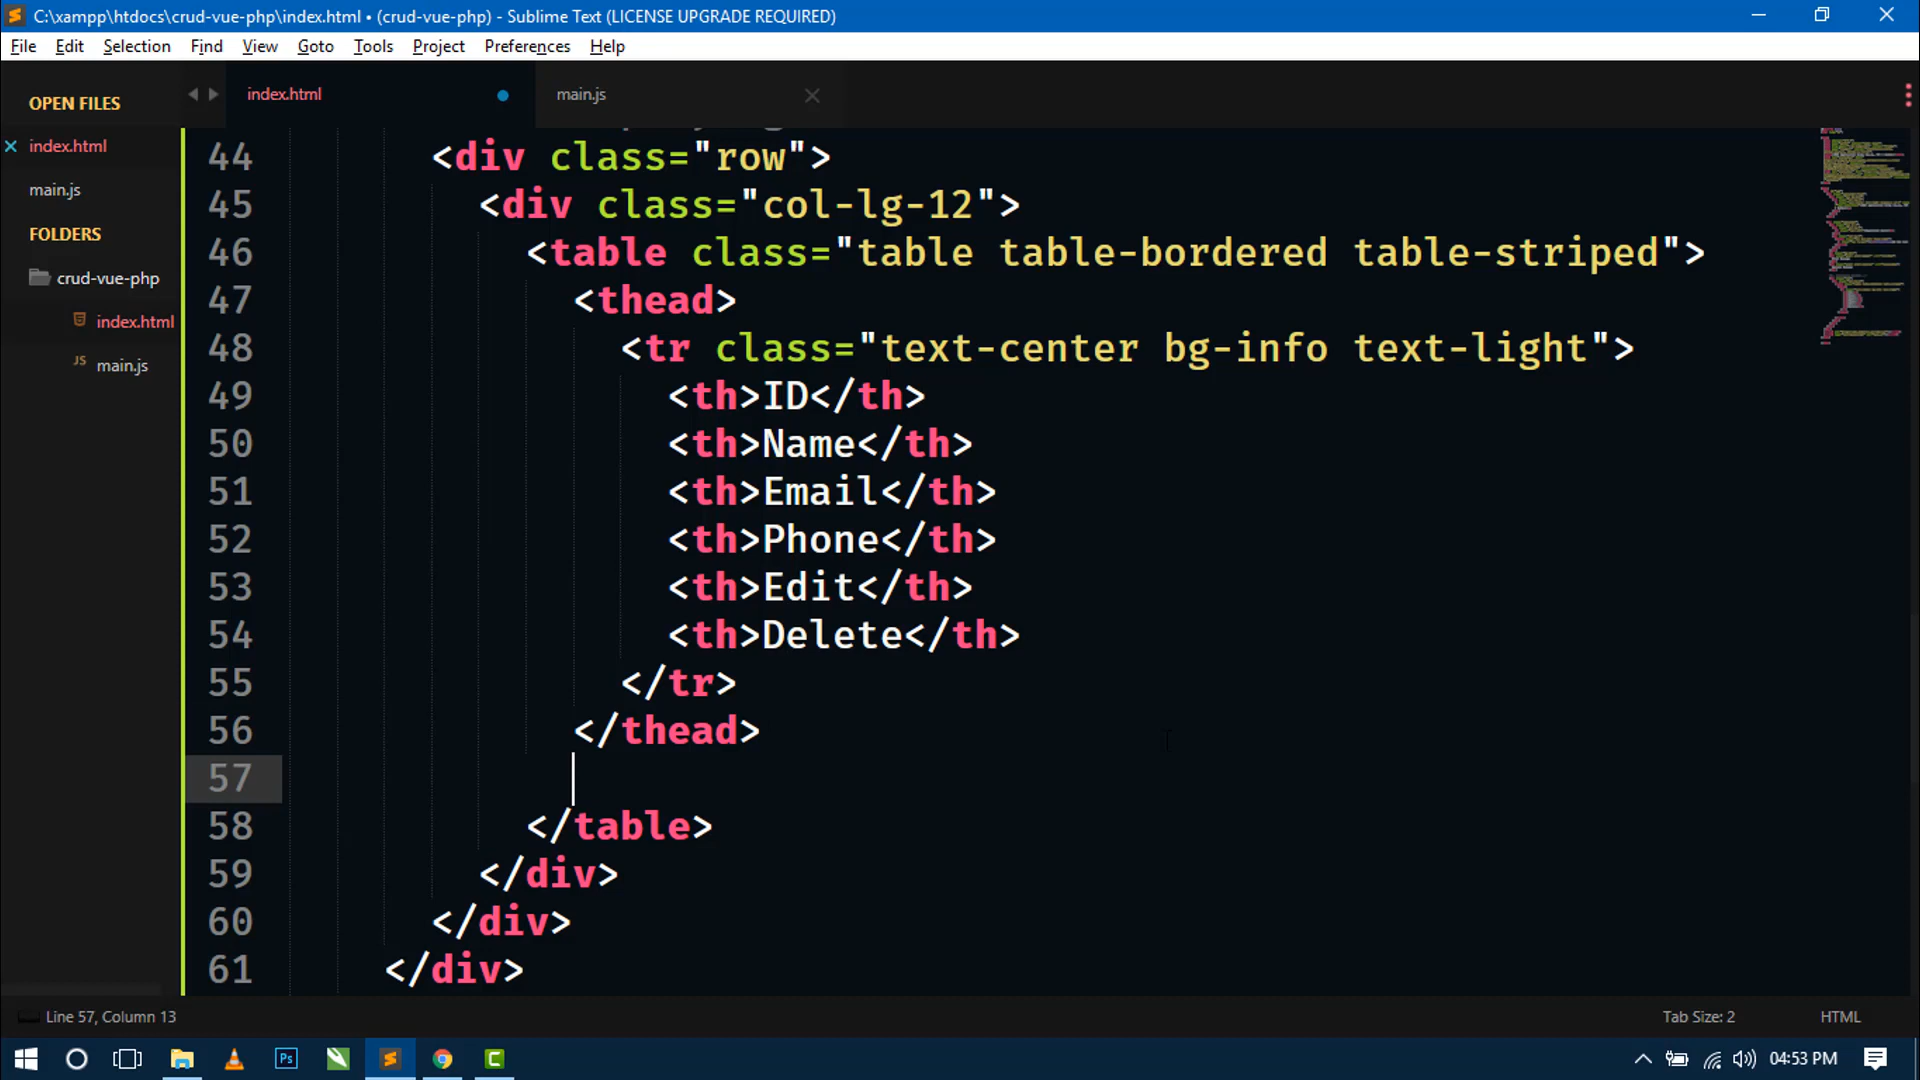 C:\xampp\htdocs\crud-vue-php\index.html • (crud-vue-php) - Sublime Text (LICENSE UPGRADE REQUIRED)
File Edit Selection Find View Goto Tools Project Preferences Help
OPEN FILES
index.html
main.js
FOLDERS
crud-vue-php
index.html
JS main.js
index.html main.js
44 <div class="row">
45 <div class="col-lg-12">
46 <table class="table table-bordered table-striped">
47 <thead>
48 <tr class="text-center bg-info text-light">
49 <th>ID</th>
50 <th>Name</th>
51 <th>Email</th>
52 <th>Phone</th>
53 <th>Edit</th>
54 <th>Delete</th>
55 </tr>
56 </thead>
57
58 </table>
59 </div>
60 </div>
61 </div>
Line 57, Column 13 Tab Size: 2 HTML
Ps 04:53 PM